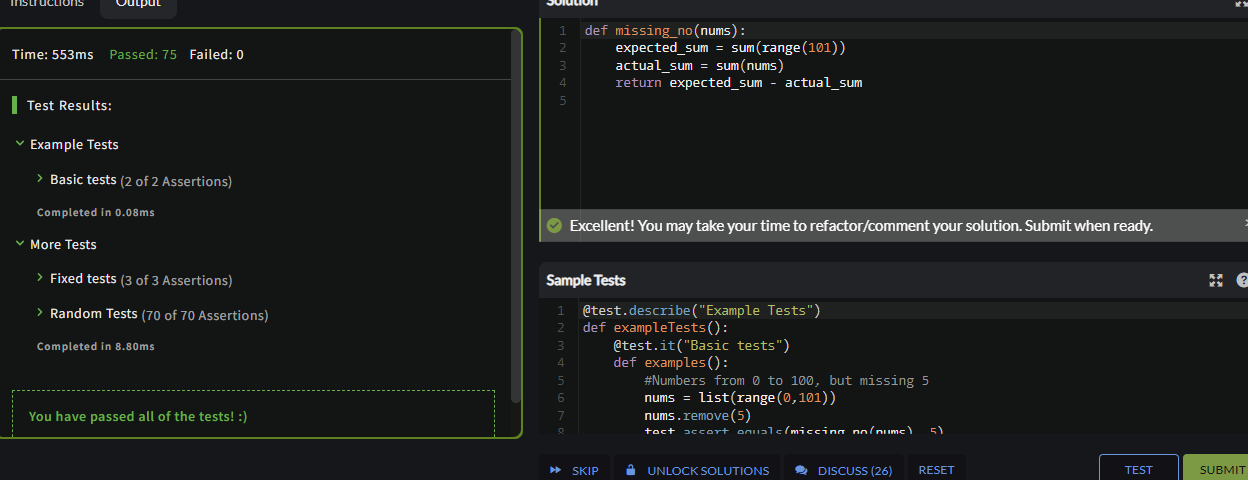 Instructions
Output
Time: 553ms Passed: 75 Failed: 0
Test Results:
Example Tests
Basic tests (2 of 2 Assertions)
Completed in 0.08ms
More Tests
Fixed tests (3 of 3 Assertions)
Random Tests (70 of 70 Assertions)
Completed in 8.80ms
You have passed all of the tests! :)
Solution
1 def missing_no(nums):
2     expected_sum = sum(range(101))
3     actual_sum = sum(nums)
4     return expected_sum - actual_sum
5
Excellent! You may take your time to refactor/comment your solution. Submit when ready.
Sample Tests
?
1 @test.describe("Example Tests")
2 def exampleTests():
3     @test.it("Basic tests")
4     def examples():
5         #Numbers from 0 to 100, but missing 5
6         nums = list(range(0,101))
7         nums.remove(5)
8         test.assert_equals(missing_no(nums), 5)
SKIP
UNLOCK SOLUTIONS
DISCUSS (26)
RESET
TEST
SUBMIT